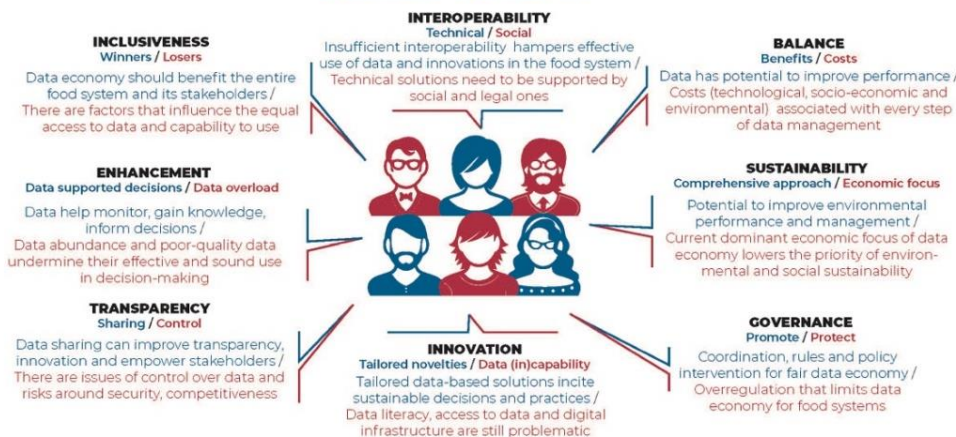 INTEROPERABILITY
Technical / Social
Insufficient interoperability hampers effective
use of data and innovations in the food system /
Technical solutions need to be supported by
social and legal ones
INCLUSIVENESS
Winners / Losers
Data economy should benefit the entire
food system and its stakeholders /
There are factors that influence the equal
access to data and capability to use
BALANCE
Benefits / Costs
Data has potential to improve performance /
Costs (technological, socio-economic and
environmental) associated with every step
of data management
ENHANCEMENT
Data supported decisions / Data overload
Data help monitor, gain knowledge,
inform decisions /
Data abundance and poor-quality data
undermine their effective and sound use
in decision-making
SUSTAINABILITY
Comprehensive approach / Economic focus
Potential to improve environmental
performance and management /
Current dominant economic focus of data
economy lowers the priority of environ-
mental and social sustainability
TRANSPARENCY
Sharing / Control
Data sharing can improve transparency,
innovation and empower stakeholders /
There are issues of control over data and
risks around security, competitiveness
INNOVATION
Tailored novelties / Data (in)capability
Tailored data-based solutions incite
sustainable decisions and practices /
Data literacy, access to data and digital
infrastructure are still problematic
GOVERNANCE
Promote / Protect
Coordination, rules and policy
intervention for fair data economy /
Overregulation that limits data
economy for food systems